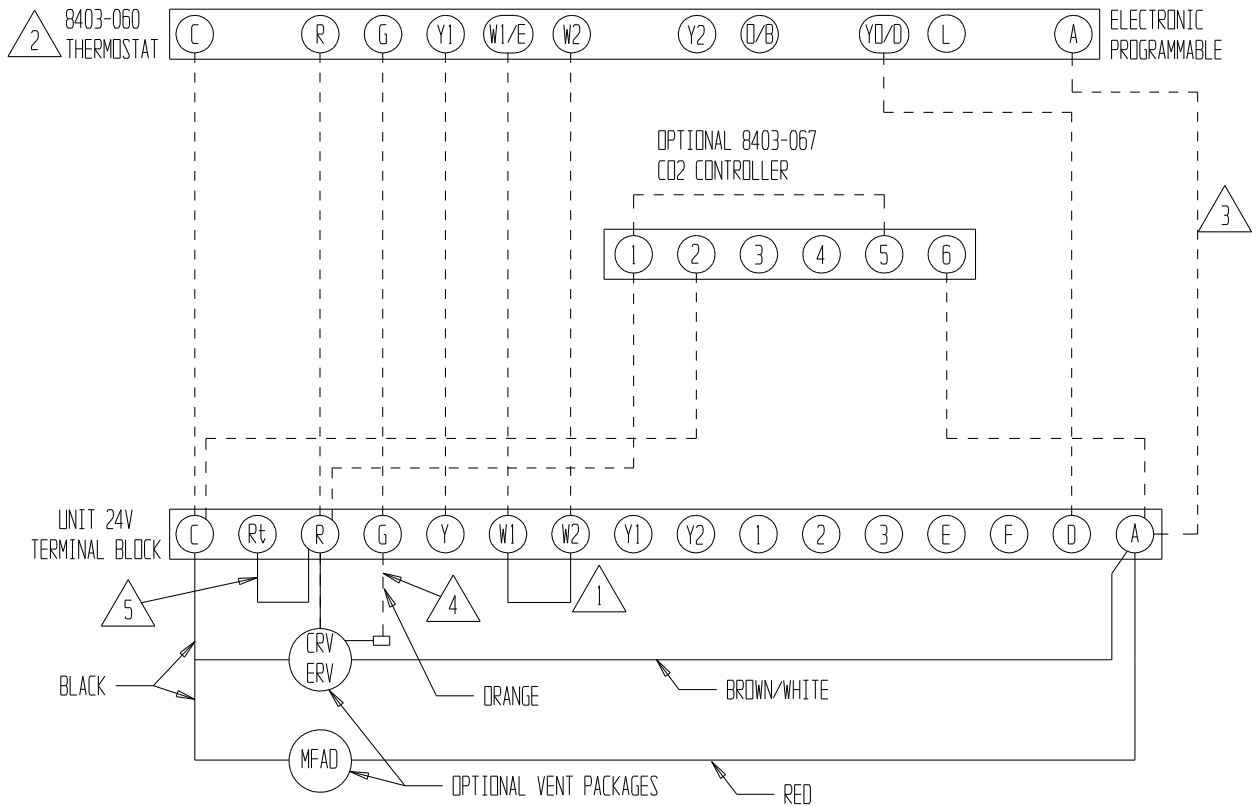 2
8403-060
THERMOSTAT
C R G Y1 W1/E W2 Y2 O/B YO/D L A
ELECTRONIC
PROGRAMMABLE
OPTIONAL 8403-067
CO2 CONTROLLER
3
1 2 3 4 5 6
UNIT 24V
TERMINAL BLOCK
C Rt R G Y W1 W2 Y1 Y2 1 2 3 E F O A
5
4
1
CRV
ERV
BLACK
ORANGE
BROWN/WHITE
MFAD
OPTIONAL VENT PACKAGES
RED